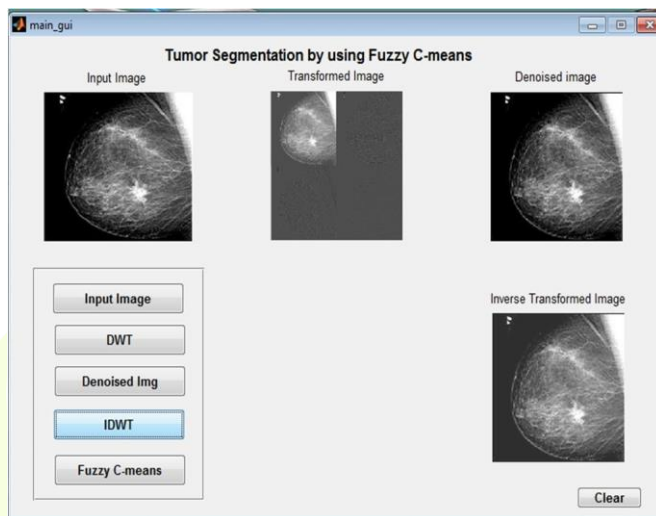 main_gui
Tumor Segmentation by using Fuzzy C-means
Input Image
Transformed Image
Denoised image
Input Image
DWT
Denoised Img
IDWT
Fuzzy C-means
Inverse Transformed Image
Clear